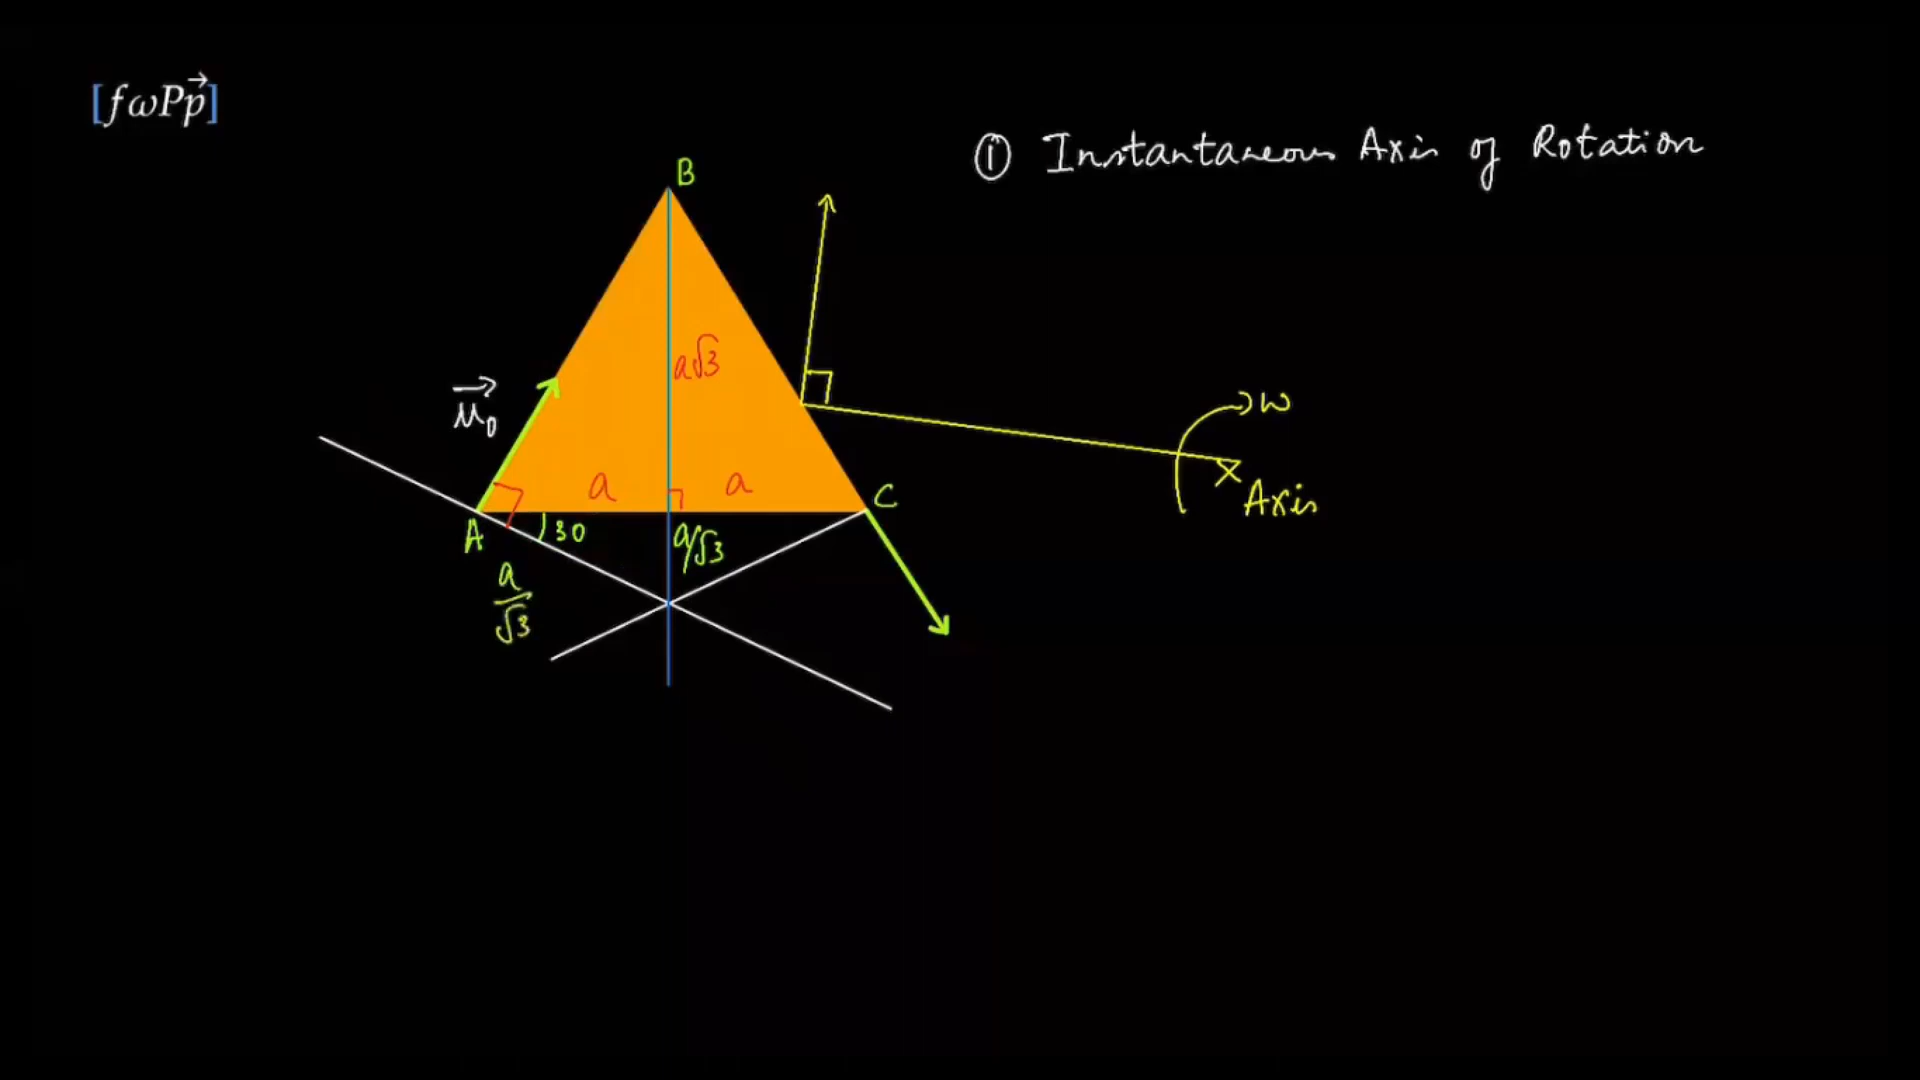 [fωPp⃗]
① Instantaneous Axis of Rotation
B
a√3
u⃗₀
ω
a
a
C
Axis
A
30
a/√3
a/√3